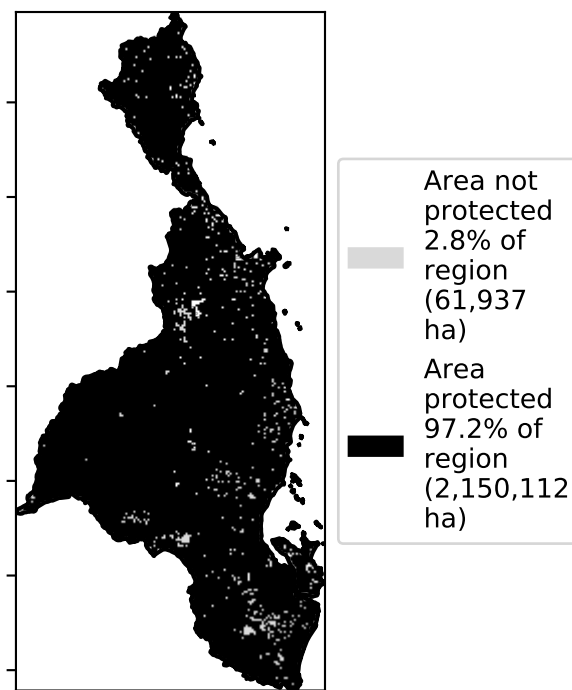 Area not
protected
2.8% of
region
(61,937
ha)
Area
protected
97.2% of
region
(2,150,112
ha)